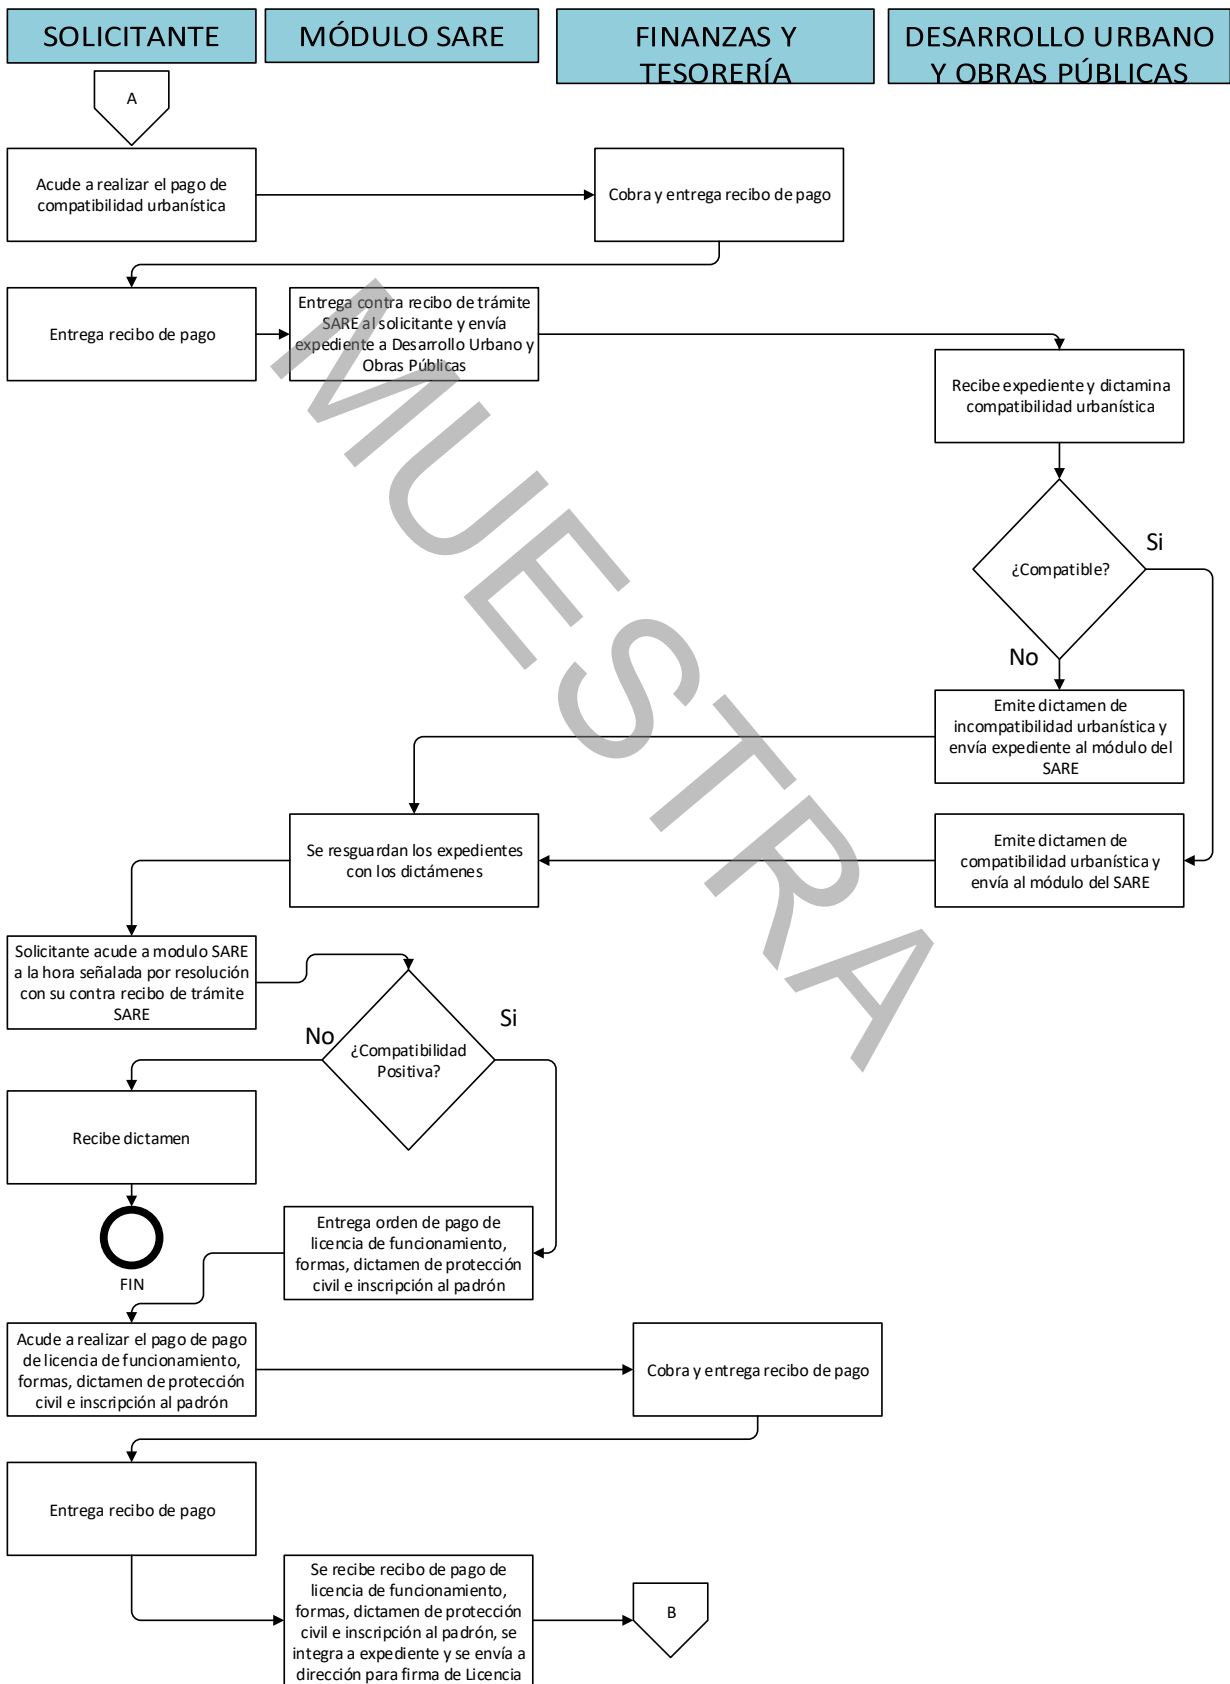 SOLICITANTE
MÓDULO SARE
FINANZAS Y
TESORERÍA
DESARROLLO URBANO
Y OBRAS PÚBLICAS
A
Acude a realizar el pago de
compatibilidad urbanística
Cobra y entrega recibo de pago
Entrega recibo de pago
Entrega contra recibo de trámite
SARE al solicitante y envía
expediente a Desarrollo Urbano y
Obras Públicas
Recibe expediente y dictamina
compatibilidad urbanística
¿Compatible?
Si
No
Emite dictamen de
incompatibilidad urbanística y
envía expediente al módulo del
SARE
Se resguardan los expedientes
con los dictámenes
Emite dictamen de
compatibilidad urbanística y
envía al módulo del SARE
Solicitante acude a modulo SARE
a la hora señalada por resolución
con su contra recibo de trámite
SARE
¿Compatibilidad
Positiva?
No
Si
Recibe dictamen
FIN
Entrega orden de pago de
licencia de funcionamiento,
formas, dictamen de protección
civil e inscripción al padrón
Acude a realizar el pago de pago
de licencia de funcionamiento,
formas, dictamen de protección
civil e inscripción al padrón
Cobra y entrega recibo de pago
Entrega recibo de pago
Se recibe recibo de pago de
licencia de funcionamiento,
formas, dictamen de protección
civil e inscripción al padrón, se
integra a expediente y se envía a
dirección para firma de Licencia
B
MUESTRA